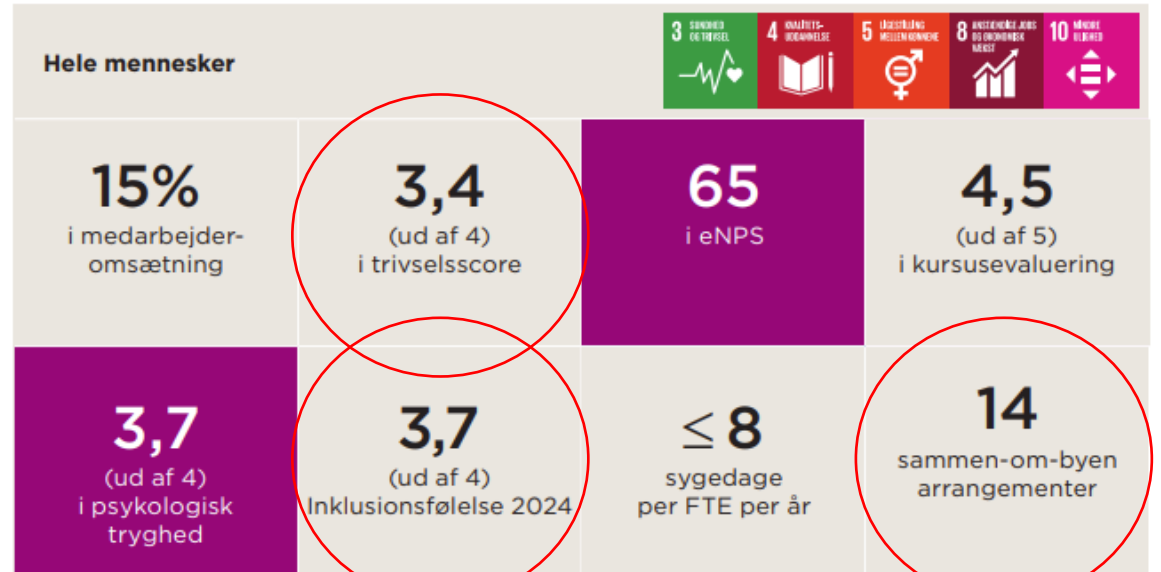 Hele mennesker
3 SUNDHED
OG TRIVSEL
4 KVALITETS-
UDDANNELSE
5 LIGESTILLING
MELLEM KØNNENE
8 ANSTÆNDIGE JOBS
OG ØKONOMISK
VÆKST
10 MINDRE
ULIGHED
15%
i medarbejder-
omsætning
3,4
(ud af 4)
i trivselsscore
65
i eNPS
4,5
(ud af 5)
i kursusevaluering
3,7
(ud af 4)
i psykologisk
tryghed
3,7
(ud af 4)
Inklusionsfølelse 2024
≤ 8
sygedage
per FTE per år
14
sammen-om-byen
arrangementer